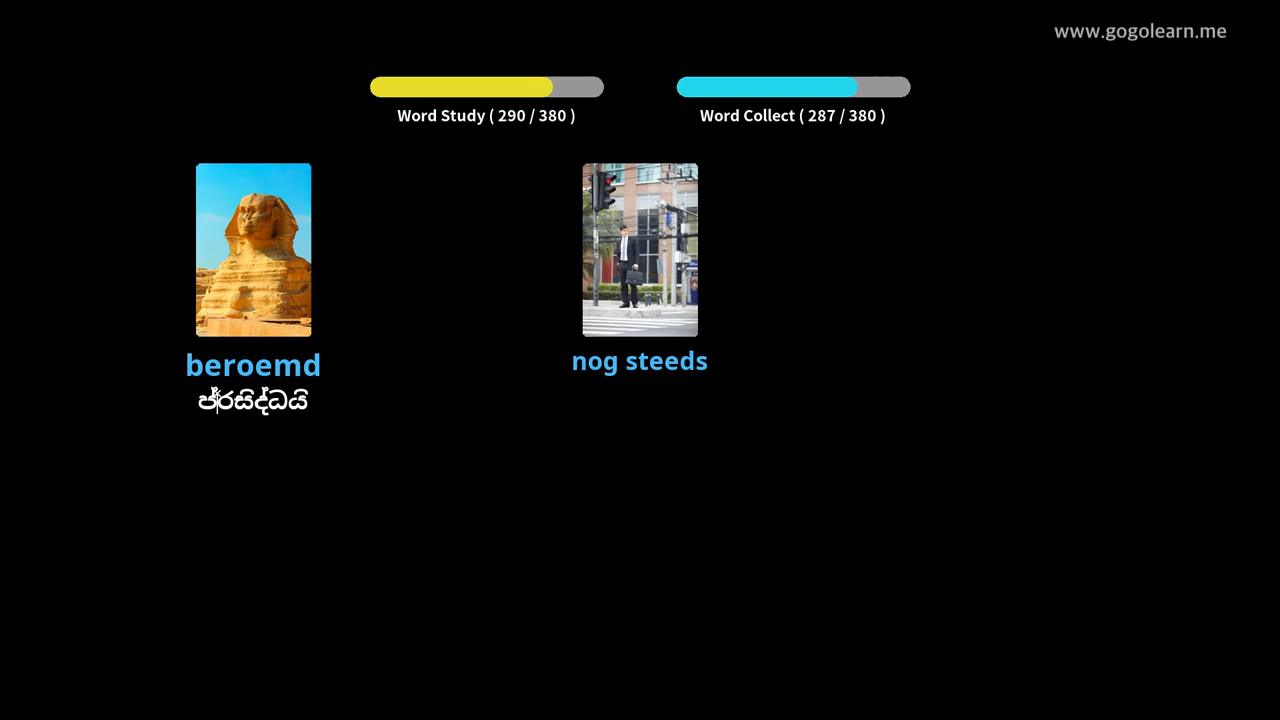 www.gogolearn.me
Word Study ( 290 / 380 )
Word Collect ( 287 / 380 )
beroemd
ප්‍රසිද්ධයි
nog steeds